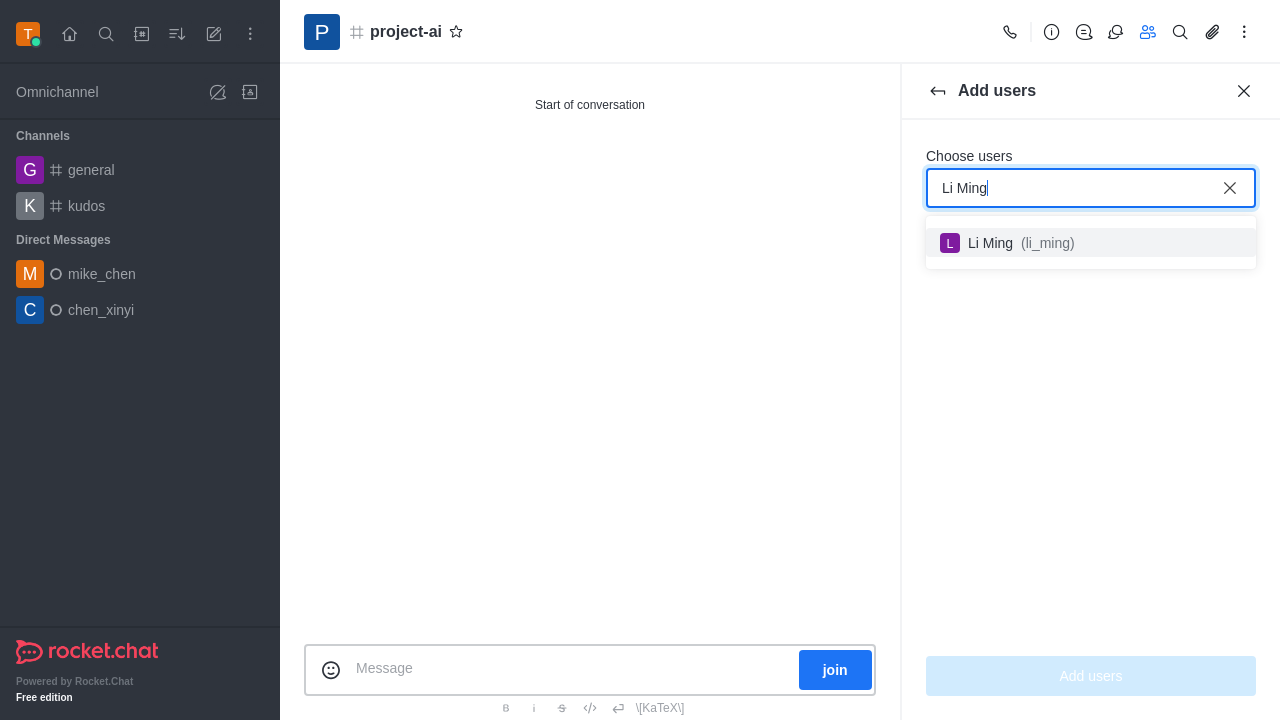 T
Omnichannel
Channels
G general
K kudos
Direct Messages
M mike_chen
C chen_xinyi
rocket.chat
Powered by Rocket.Chat
Free edition
P project-ai
Start of conversation
Message
join
B i S </> \[KaTeX\]
Add users
Choose users
Li Ming
L Li Ming (li_ming)
Add users